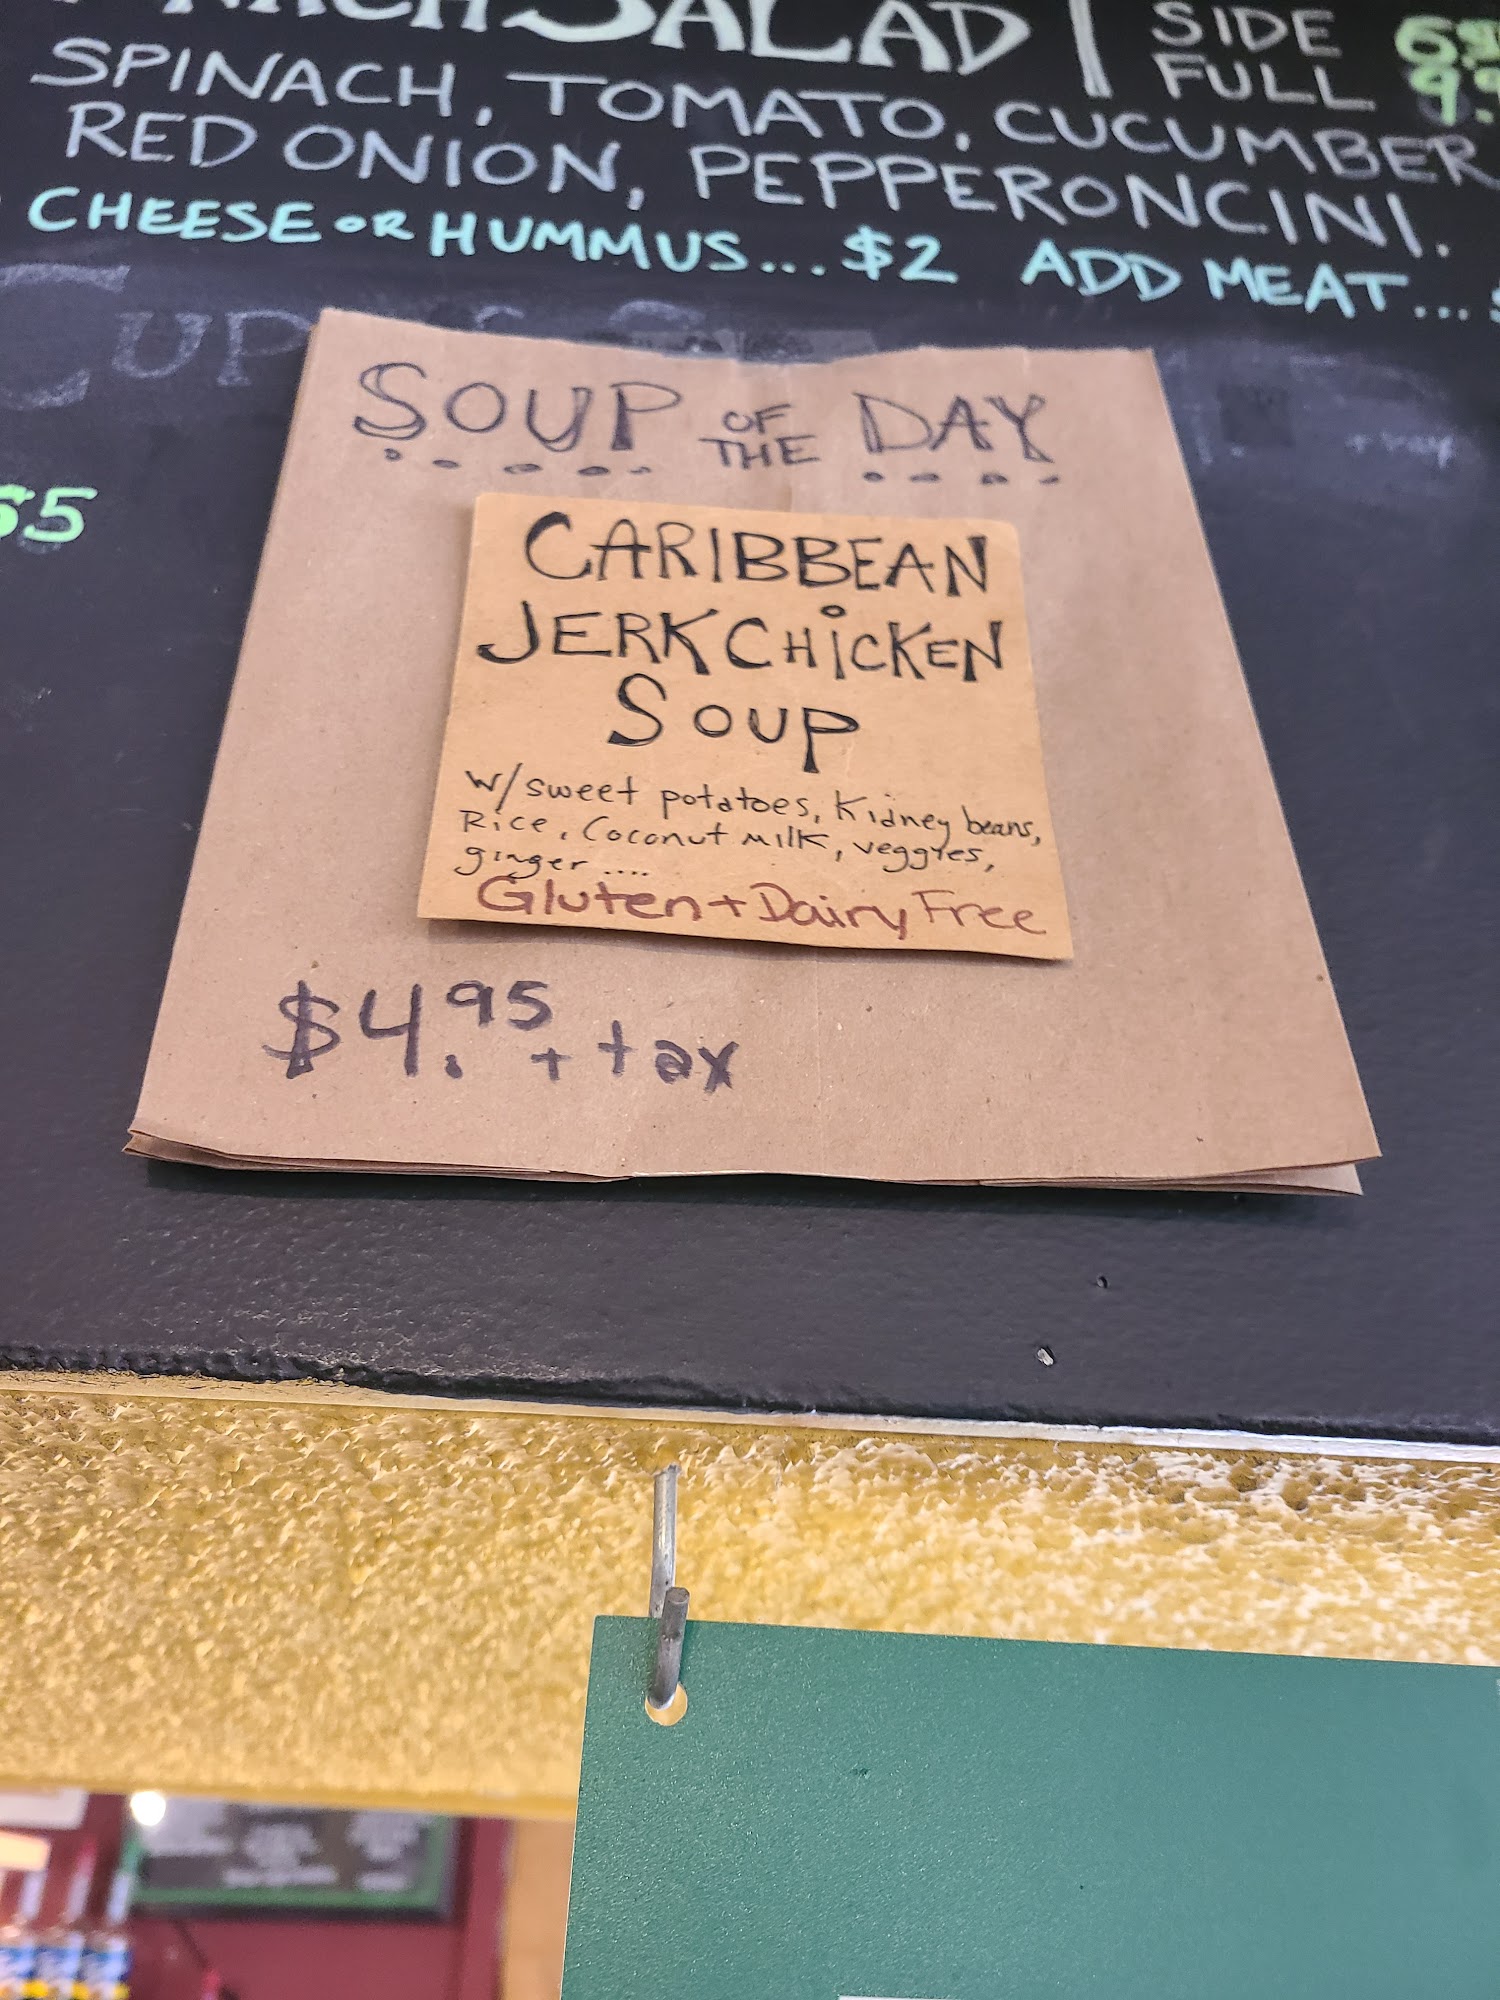 SALAD
SIDE
FULL
SPINACH, TOMATO, CUCUMBER
RED ONION, PEPPERONCINI.
CHEESE OR HUMMUS...$2 ADD MEAT...
SOUP OF THE DAY
CARIBBEAN
JERK CHiCKEN
SOUP
W/sweet potatoes, Kidney beans,
Rice, Coconut Milk, veggies,
ginger ....
Gluten + Dairy Free
$4.95 + tax